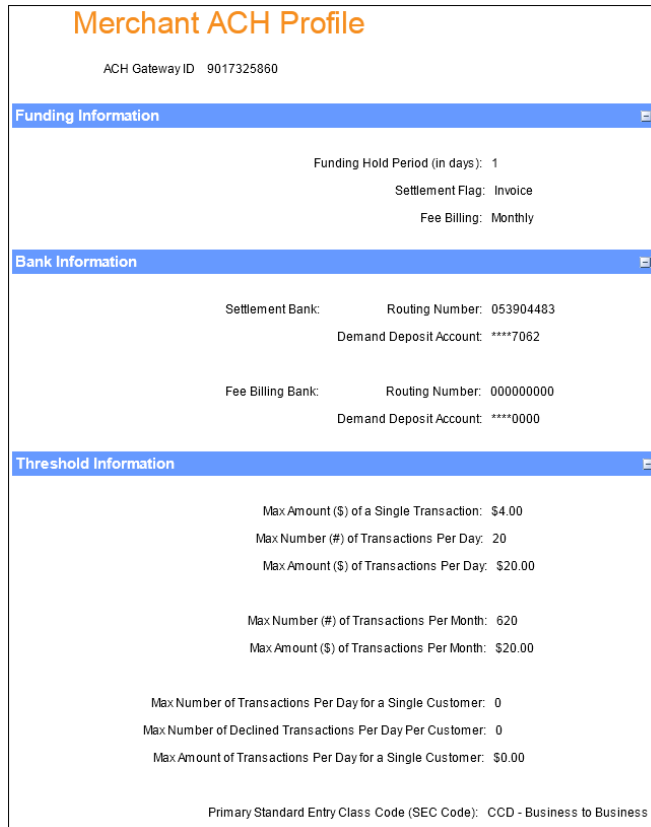 Merchant ACH Profile
ACH Gateway ID 9017325860
Funding Information
Funding Hold Period (in days): 1
Settlement Flag: Invoice
Fee Billing: Monthly
Bank Information
Settlement Bank: Routing Number: 053904483
Demand Deposit Account: ****7062
Fee Billing Bank: Routing Number: 000000000
Demand Deposit Account: ****0000
Threshold Information
Max Amount ($) of a Single Transaction: $4.00
Max Number (#) of Transactions Per Day: 20
Max Amount ($) of Transactions Per Day: $20.00
Max Number (#) of Transactions Per Month: 620
Max Amount ($) of Transactions Per Month: $20.00
Max Number of Transactions Per Day for a Single Customer: 0
Max Number of Declined Transactions Per Day Per Customer: 0
Max Amount of Transactions Per Day for a Single Customer: $0.00
Primary Standard Entry Class Code (SEC Code): CCD - Business to Business